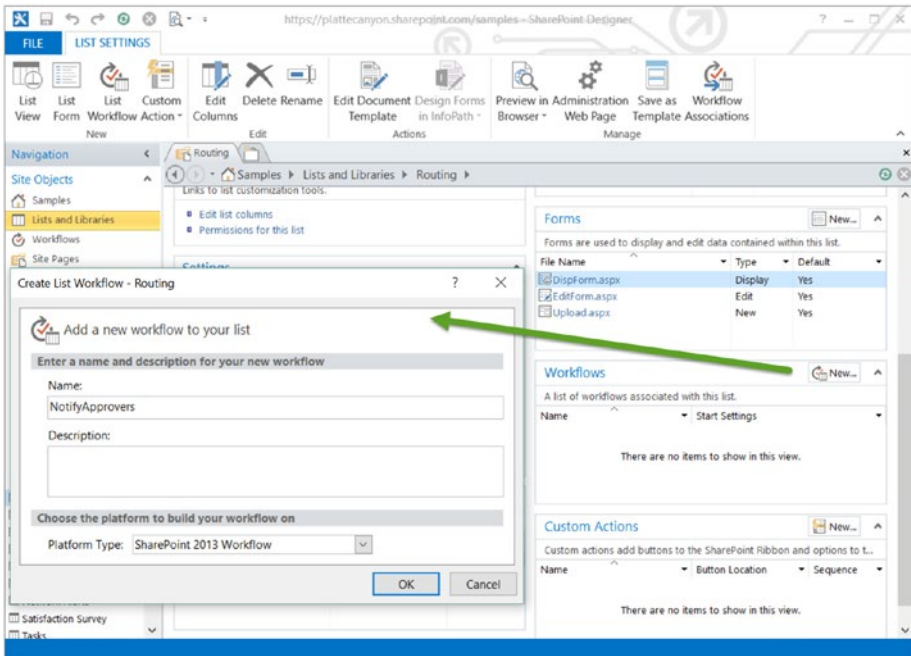 https://plattecanyon.sharepoint.com/samples - SharePoint Designer
FILE LIST SETTINGS
List View
List Form
List Workflow
Custom Action
New
Edit Columns
Delete
Rename
Edit
Edit Document Template
Design Forms in InfoPath
Actions
Preview in Browser
Administration Web Page
Save as Template
Workflow Associations
Manage
Navigation
Routing
Site Objects
Samples
Lists and Libraries
Workflows
Site Pages
Samples Lists and Libraries Routing
Links to list customization tools.
Edit list columns
Permissions for this list
Settings
Forms New...
Forms are used to display and edit data contained within this list.
File Name Type Default
DispForm.aspx Display Yes
EditForm.aspx Edit Yes
Upload.aspx New Yes
Workflows New...
A list of workflows associated with this list.
Name Start Settings
There are no items to show in this view.
Custom Actions New...
Custom actions add buttons to the SharePoint Ribbon and options to t...
Name Button Location Sequence
There are no items to show in this view.
Create List Workflow - Routing ?
Add a new workflow to your list
Enter a name and description for your new workflow
Name:
NotifyApprovers
Description:
Choose the platform to build your workflow on
Platform Type: SharePoint 2013 Workflow
OK Cancel
Satisfaction Survey
Tasks